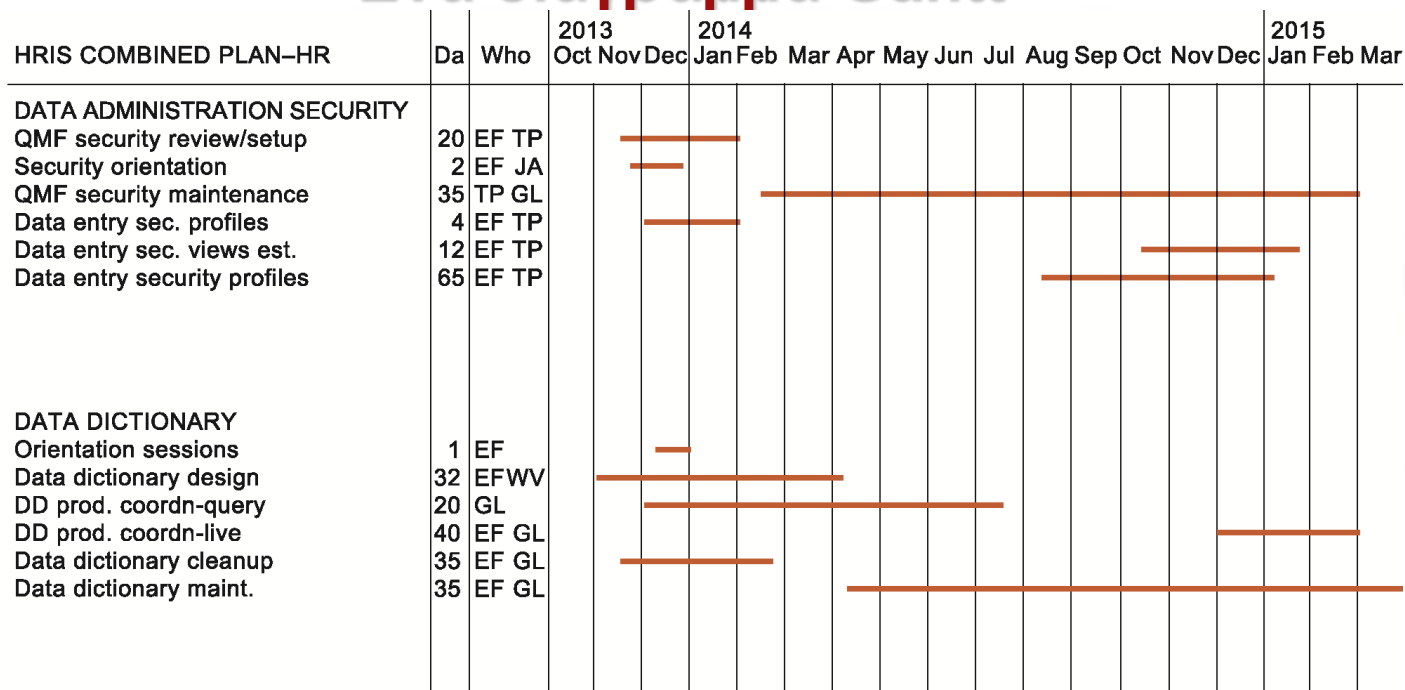 2013 2014 2015
HRIS COMBINED PLAN–HR Da Who Oct Nov Dec Jan Feb Mar Apr May Jun Jul Aug Sep Oct Nov Dec Jan Feb Mar
DATA ADMINISTRATION SECURITY
QMF security review/setup 20 EF TP
Security orientation 2 EF JA
QMF security maintenance 35 TP GL
Data entry sec. profiles 4 EF TP
Data entry sec. views est. 12 EF TP
Data entry security profiles 65 EF TP
DATA DICTIONARY
Orientation sessions 1 EF
Data dictionary design 32 EFWV
DD prod. coordn-query 20 GL
DD prod. coordn-live 40 EF GL
Data dictionary cleanup 35 EF GL
Data dictionary maint. 35 EF GL